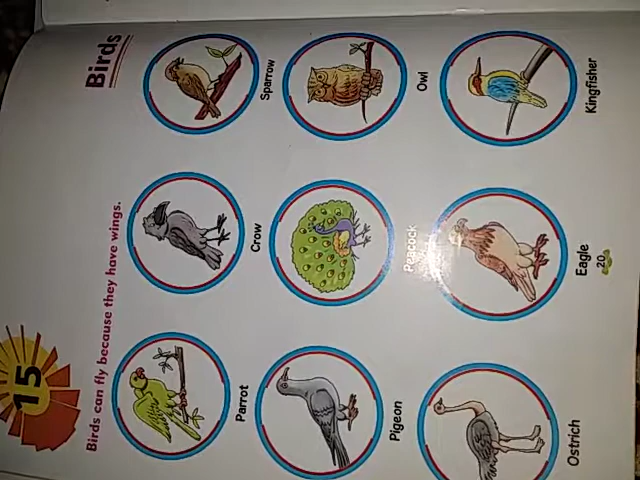 15
Birds
Birds can fly because they have wings.
Parrot
Crow
Sparrow
Pigeon
Peacock
Owl
Ostrich
Eagle
Kingfisher
20